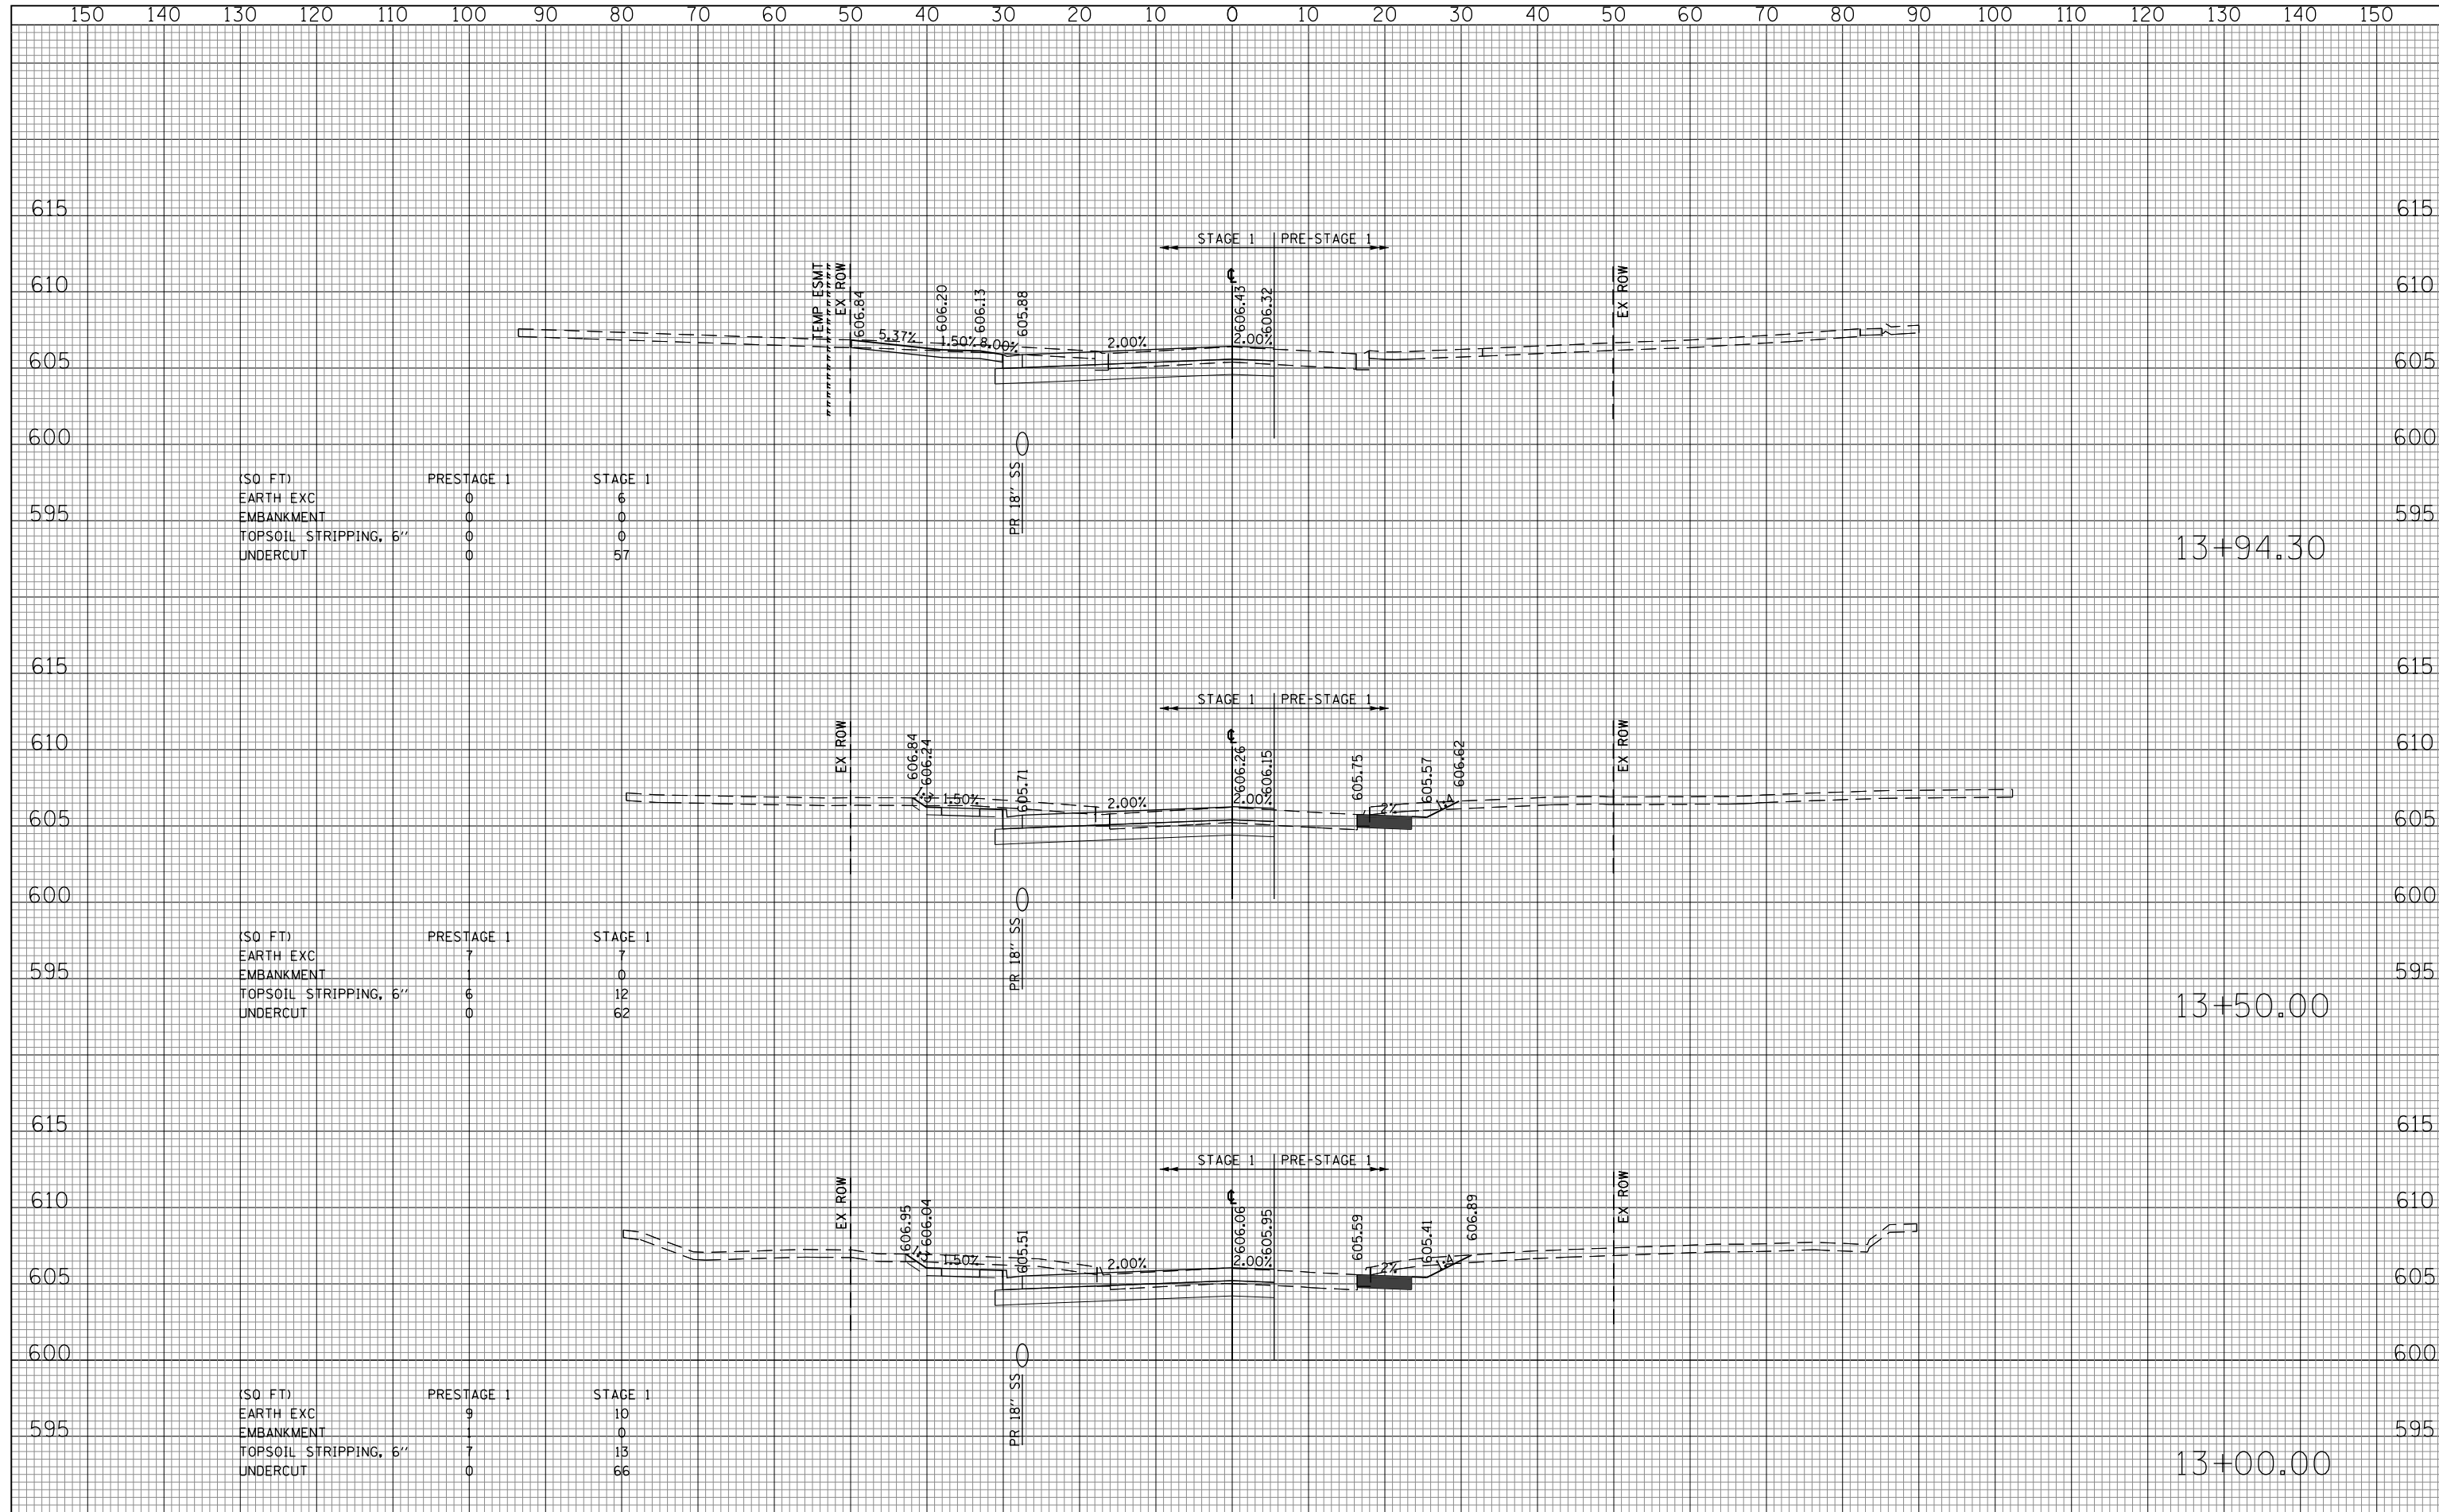 150 140 130 120 110 100 90 80 70 60 50 40 30 20 10 0 10 20 30 40 50 60 70 80 90 100 110 120 130 140 150
615 615
STAGE 1 PRE-STAGE 1
610 610
TEMP ESMT
EX ROW
606.84
606.20
606.13
605.88
℄
606.43
606.32
EX ROW
5.37% 1.50% 8.00% 2.00% 2.00%
605 605
600 600
PR 18" SS
(SQ FT) PRESTAGE 1 STAGE 1
EARTH EXC 0 6
EMBANKMENT 0 0
TOPSOIL STRIPPING, 6" 0 0
UNDERCUT 0 57
595 595
13+94.30
615 615
STAGE 1 PRE-STAGE 1
610 610
EX ROW
606.84
606.24
605.71
℄
606.26
606.15
605.75
605.57
606.62
EX ROW
1:3 1.50% 2.00% 2.00% 2% 1:4
605 605
600 600
PR 18" SS
(SQ FT) PRESTAGE 1 STAGE 1
EARTH EXC 7 7
EMBANKMENT 1 0
TOPSOIL STRIPPING, 6" 6 12
UNDERCUT 0 62
595 595
13+50.00
615 615
STAGE 1 PRE-STAGE 1
610 610
EX ROW
606.95
606.04
605.51
℄
606.06
605.95
605.59
605.41
606.89
EX ROW
1.50% 2.00% 2.00% 2% 1:4
605 605
600 600
PR 18" SS
(SQ FT) PRESTAGE 1 STAGE 1
EARTH EXC 9 10
EMBANKMENT 1 0
TOPSOIL STRIPPING, 6" 7 13
UNDERCUT 0 66
595 595
13+00.00